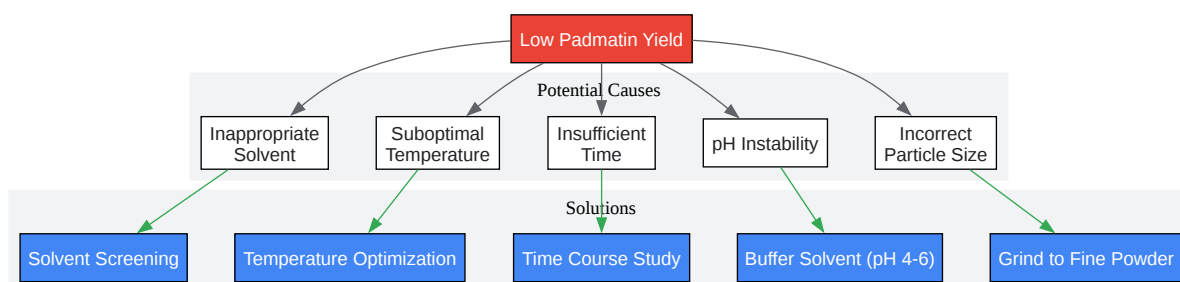 Low Padmatin Yield
Potential Causes
Inappropriate
Solvent
Suboptimal
Temperature
Insufficient
Time
pH Instability
Incorrect
Particle Size
Solutions
Solvent Screening
Temperature Optimization
Time Course Study
Buffer Solvent (pH 4-6)
Grind to Fine Powder